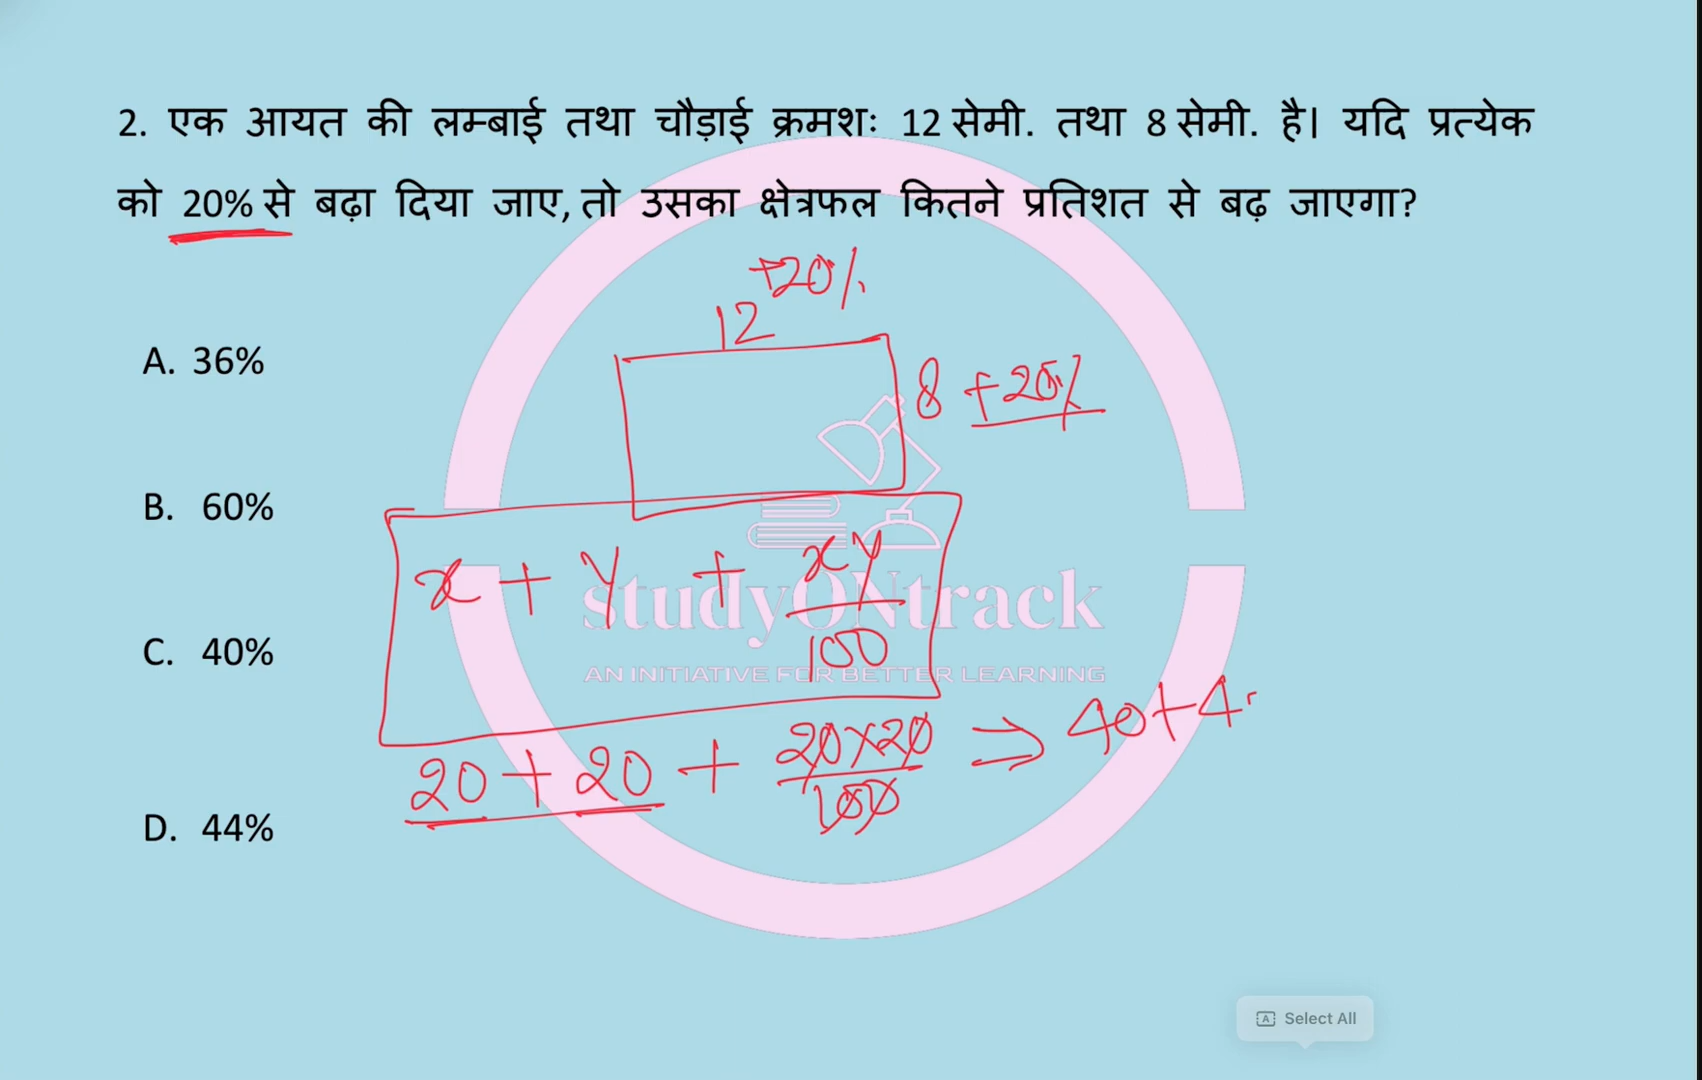 2. एक आयत की लम्बाई तथा चौड़ाई क्रमशः 12 सेमी. तथा 8 सेमी. है। यदि प्रत्येक
को 20% से बढ़ा दिया जाए, तो उसका क्षेत्रफल कितने प्रतिशत से बढ़ जाएगा?
+20%
12
A. 36%
8 +20%
B. 60%
x + y + xy/100
studyONtrack
C. 40%
AN INITIATIVE FOR BETTER LEARNING
20 + 20 + 20×20/100 ⇒ 40+4
D. 44%
Select All